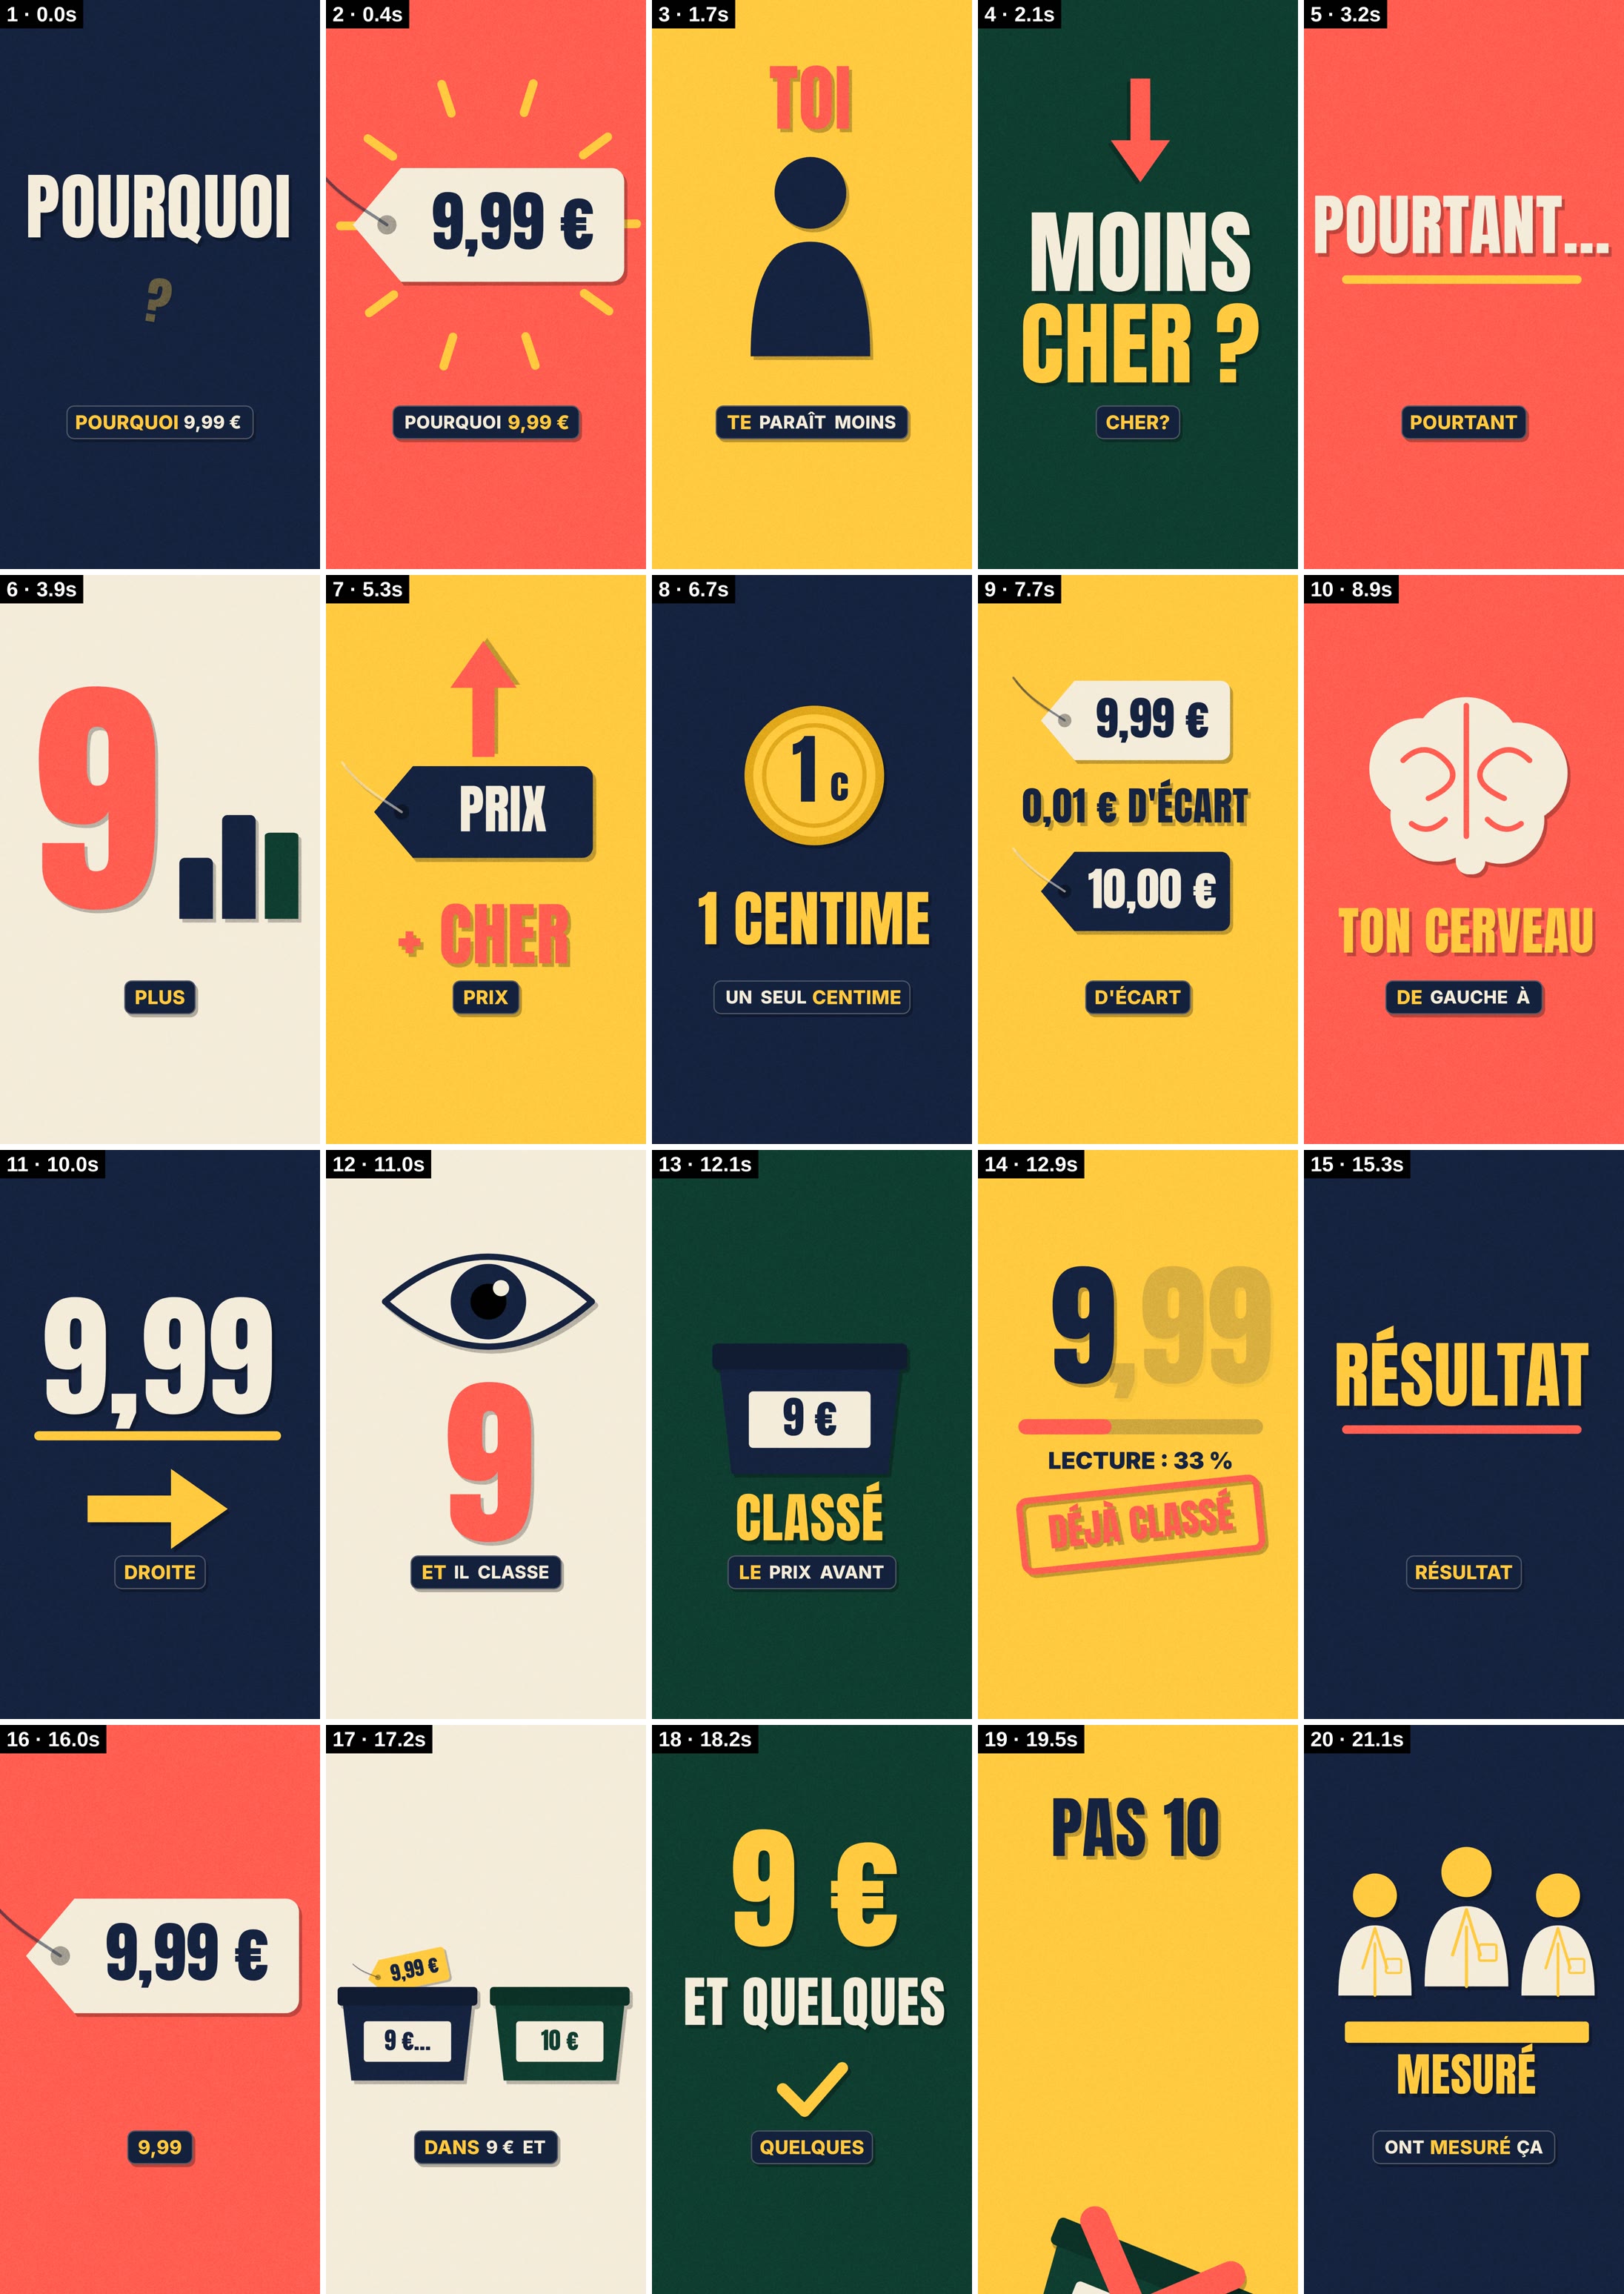 1 · 0.0s
POURQUOI
?
POURQUOI 9,99 €
2 · 0.4s
9,99 €
POURQUOI 9,99 €
3 · 1.7s
TOI
TE PARAÎT MOINS
4 · 2.1s
MOINS
CHER ?
CHER?
5 · 3.2s
POURTANT...
POURTANT
6 · 3.9s
9
PLUS
7 · 5.3s
PRIX
+ CHER
PRIX
8 · 6.7s
1 c
1 CENTIME
UN SEUL CENTIME
9 · 7.7s
9,99 €
0,01 € D'ÉCART
10,00 €
D'ÉCART
10 · 8.9s
TON CERVEAU
DE GAUCHE À
11 · 10.0s
9,99
DROITE
12 · 11.0s
9
ET IL CLASSE
13 · 12.1s
9 €
CLASSÉ
LE PRIX AVANT
14 · 12.9s
9,99
LECTURE : 33 %
DÉJÀ CLASSÉ
15 · 15.3s
RÉSULTAT
RÉSULTAT
16 · 16.0s
9,99 €
9,99
17 · 17.2s
9,99 €
9 €...
10 €
DANS 9 € ET
18 · 18.2s
9 €
ET QUELQUES
QUELQUES
19 · 19.5s
PAS 10
20 · 21.1s
MESURÉ
ONT MESURÉ ÇA